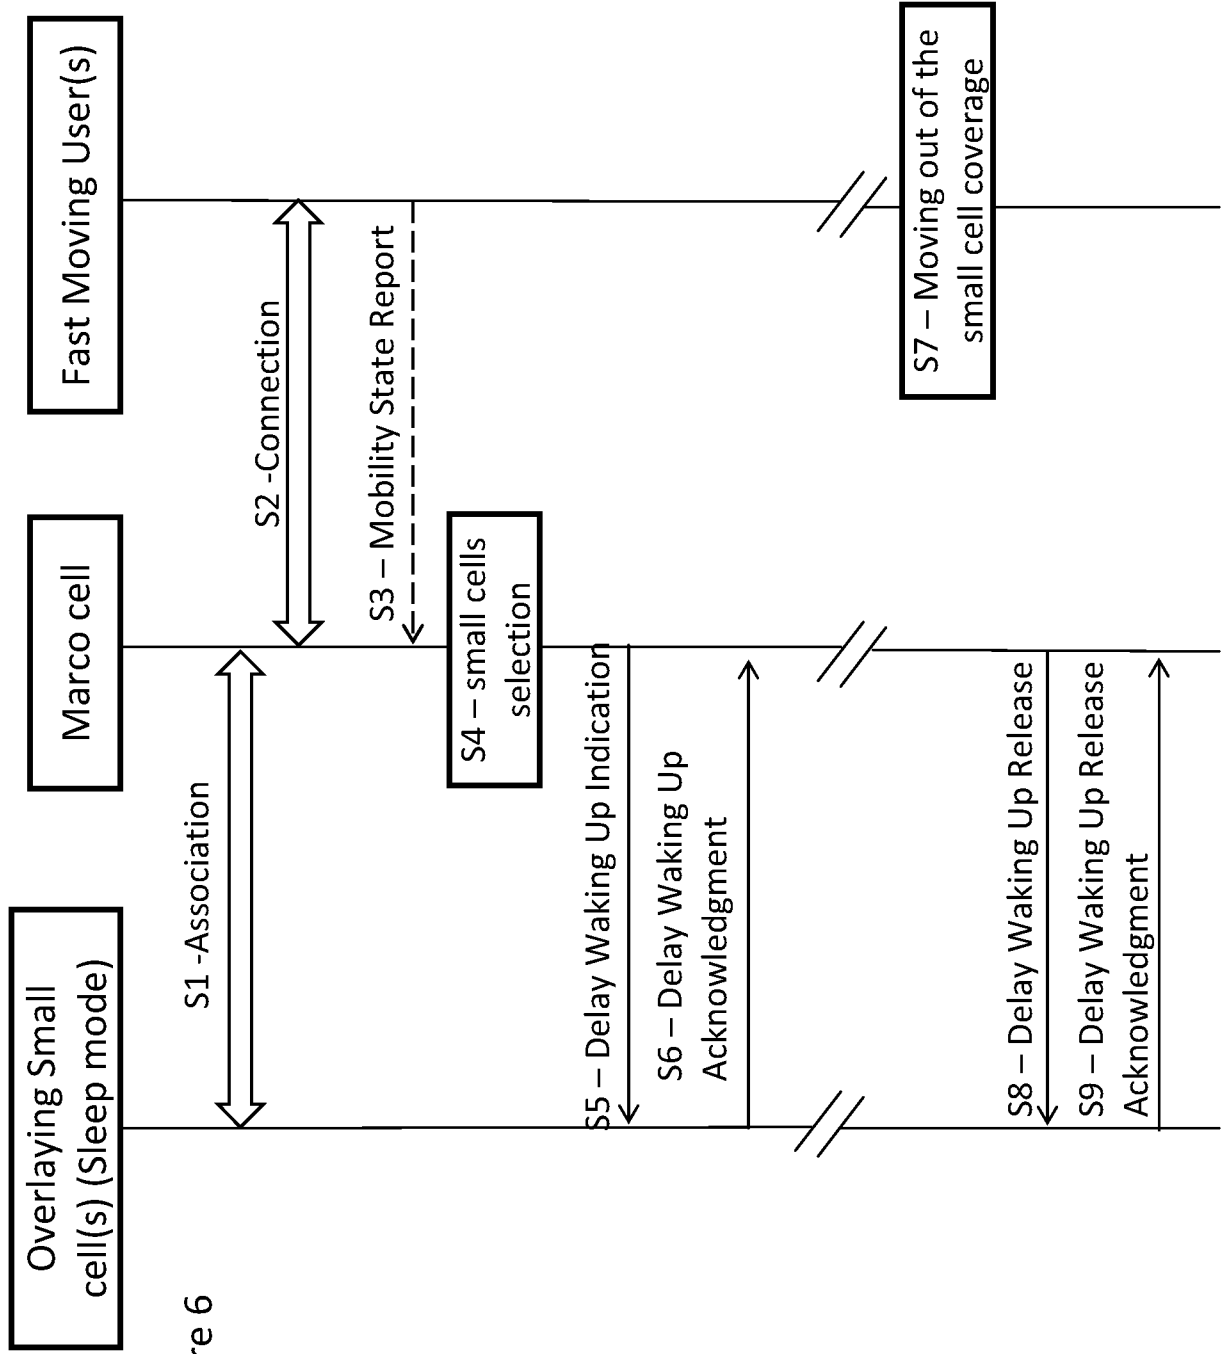 Overlaying Small
cell(s) (Sleep mode)
Marco cell
Fast Moving User(s)
S1 -Association
S2 -Connection
S3 – Mobility State Report
S4 – small cells
selection
S5 – Delay Waking Up Indication
S6 – Delay Waking Up
Acknowledgment
S7 – Moving out of the
small cell coverage
S8 – Delay Waking Up Release
S9 – Delay Waking Up Release
Acknowledgment
re 6